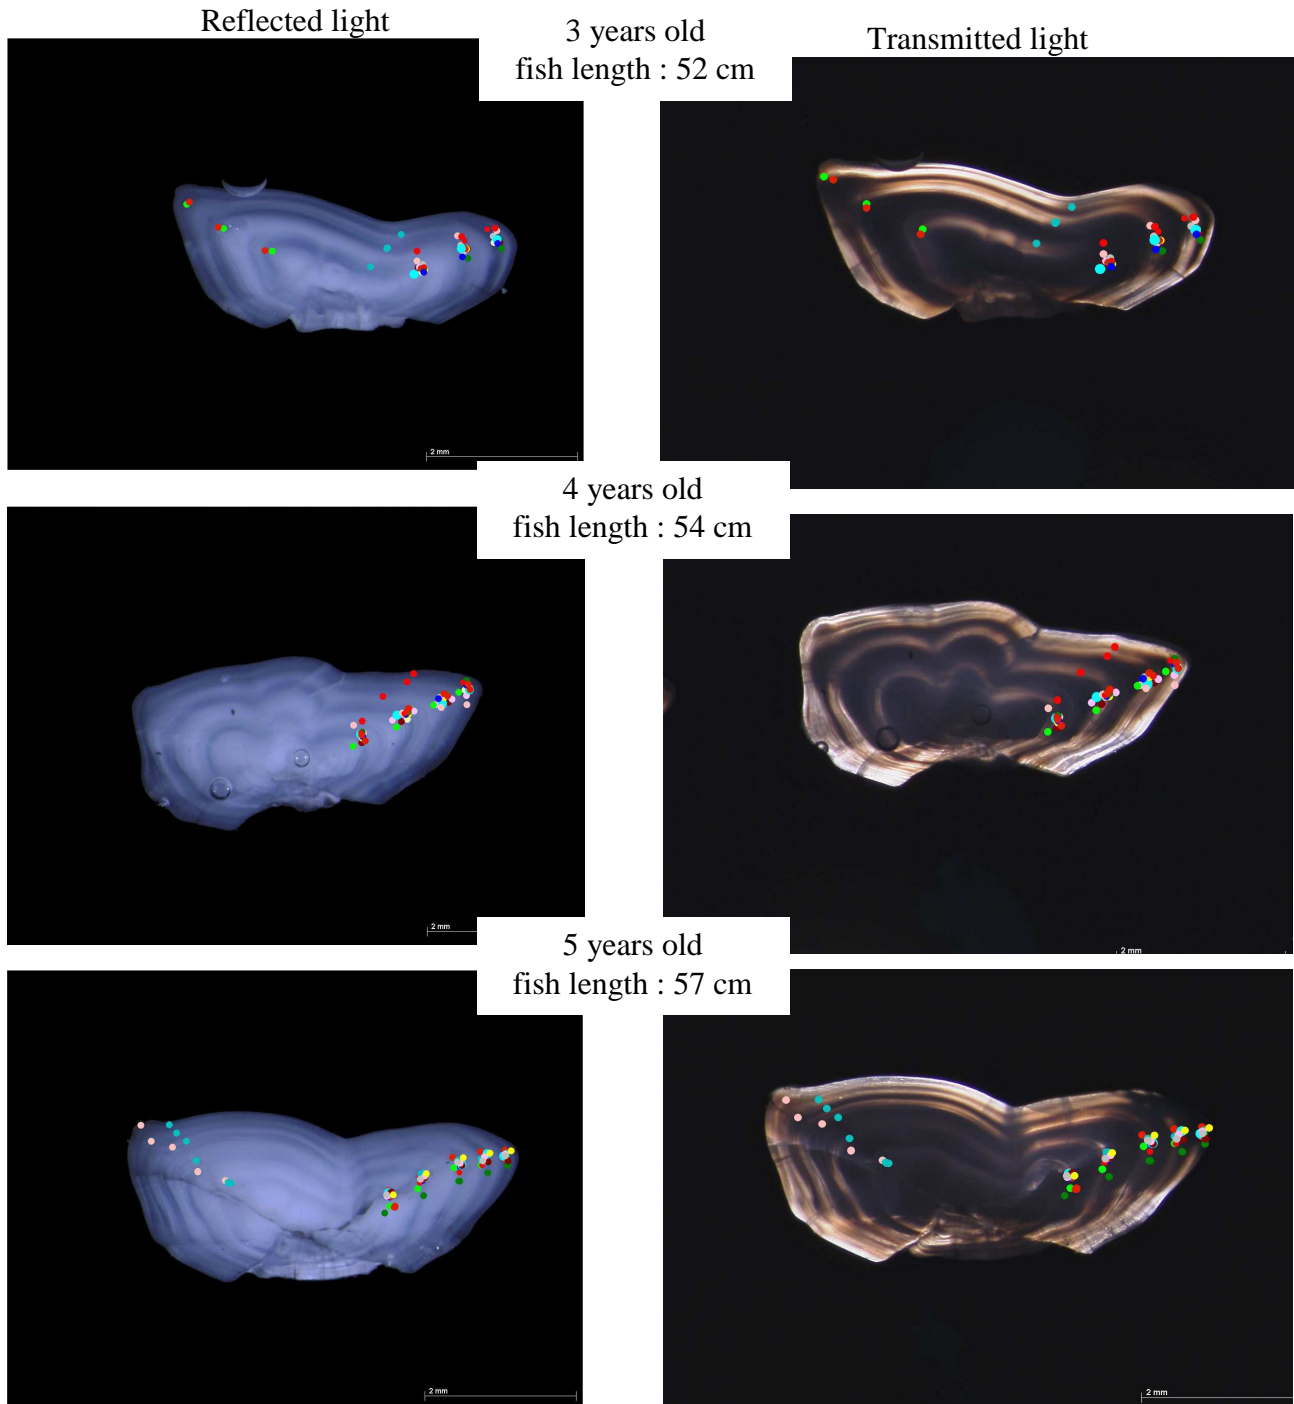 Reflected light
3 years old
fish length : 52 cm
Transmitted light
2 mm
4 years old
fish length : 54 cm
2 mm
2 mm
5 years old
fish length : 57 cm
2 mm
2 mm